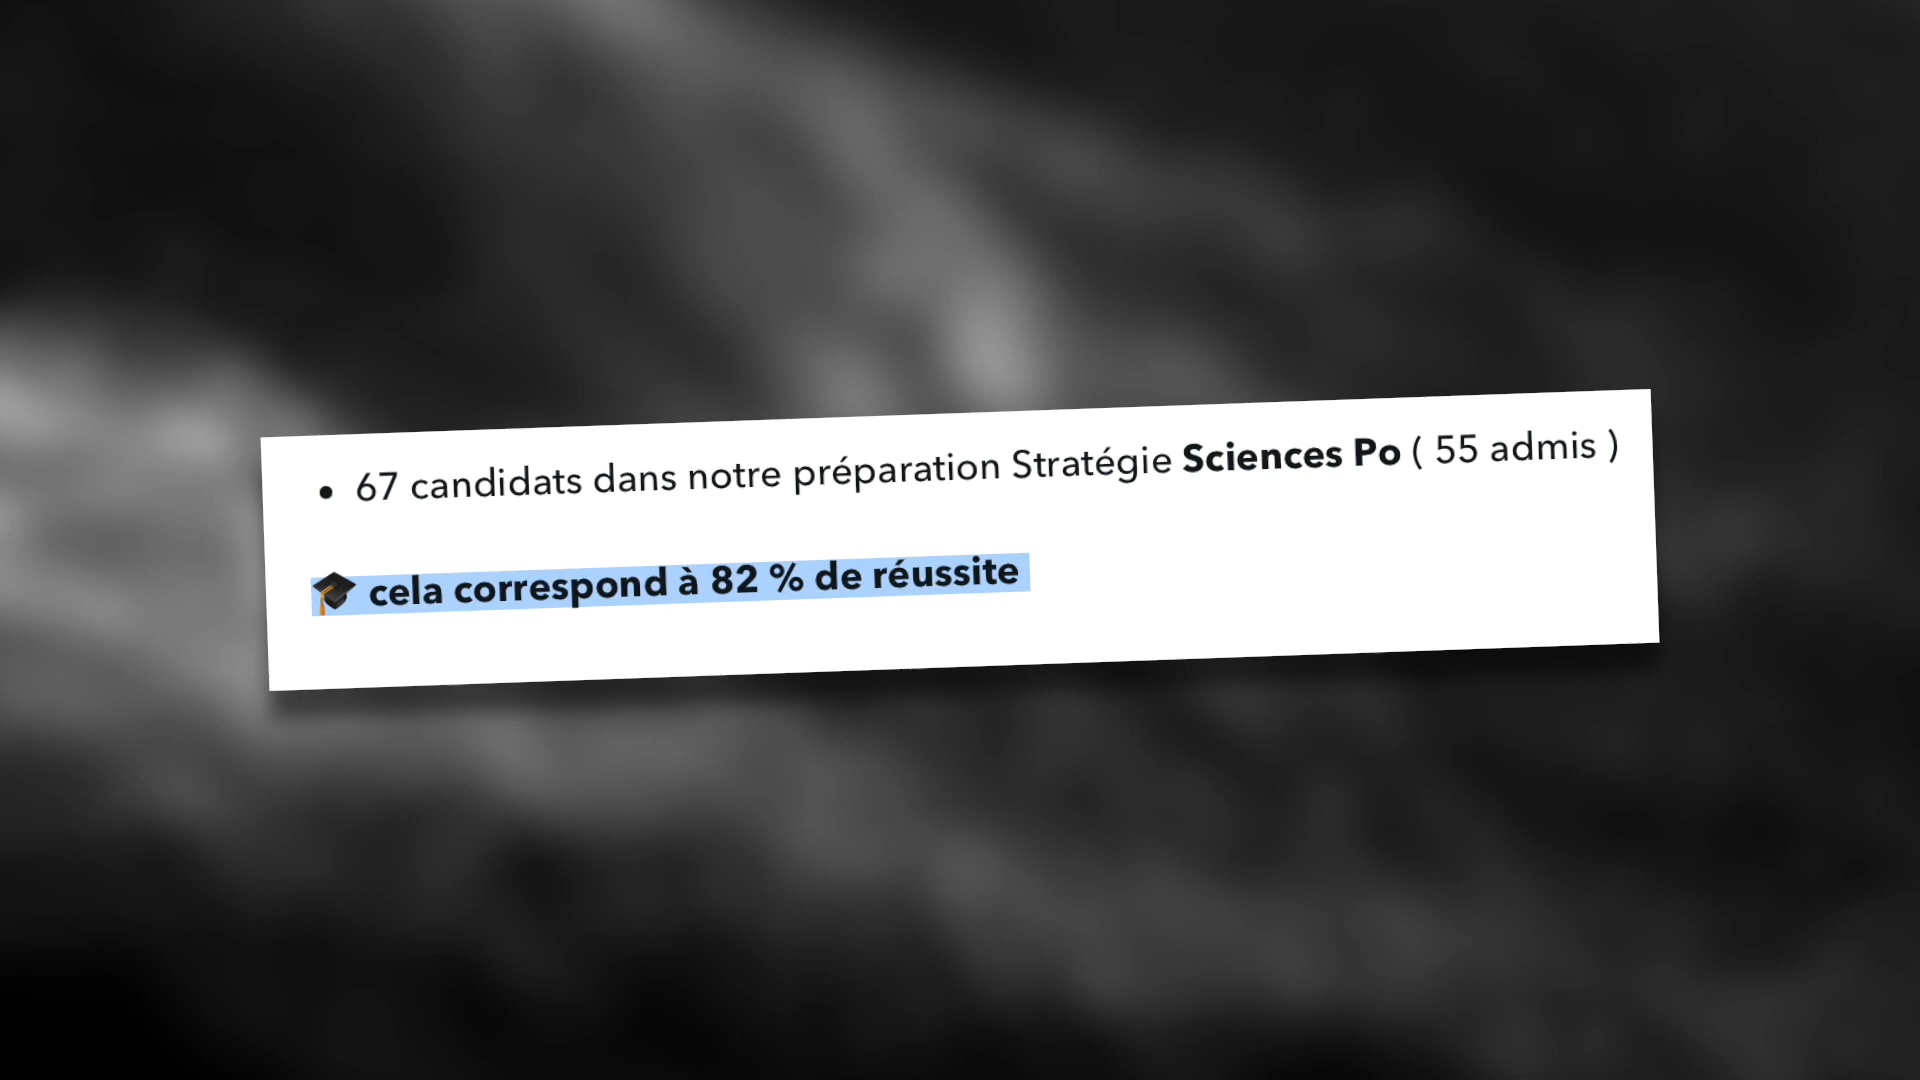 • 67 candidats dans notre préparation Stratégie Sciences Po ( 55 admis )
🎓 cela correspond à 82 % de réussite